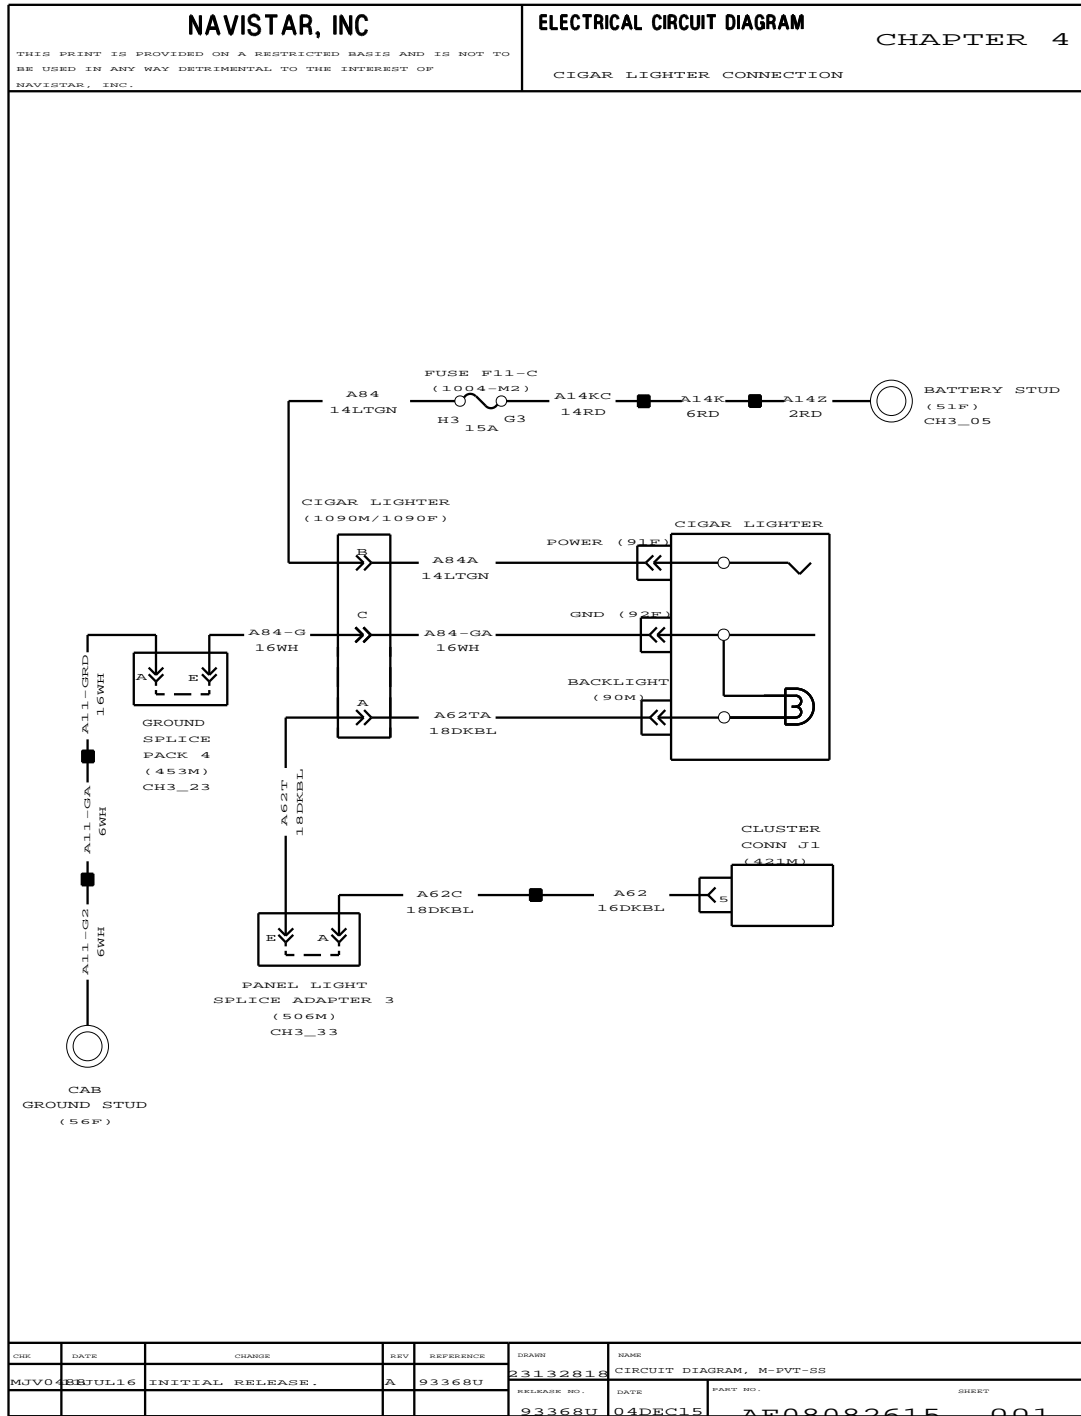 NAVISTAR, INC
THIS PRINT IS PROVIDED ON A RESTRICTED BASIS AND IS NOT TO
BE USED IN ANY WAY DETRIMENTAL TO THE INTEREST OF
NAVISTAR, INC.
ELECTRICAL CIRCUIT DIAGRAM
CHAPTER 4
CIGAR LIGHTER CONNECTION
FUSE F11-C
(1004-M2)
A84
14LTGN
H3
15A
G3
A14KC
14RD
A14K
6RD
A14Z
2RD
BATTERY STUD
(51F)
CH3_05
CIGAR LIGHTER
(1090M/1090F)
CIGAR LIGHTER
POWER (91F)
B
A84A
14LTGN
C
GND (92F)
A84-G
16WH
A84-GA
16WH
A
E
GROUND
SPLICE
PACK 4
(453M)
CH3_23
BACKLIGHT
(90M)
A
A62TA
18DKBL
A11-GRD
16WH
A11-GA
6WH
A11-G2
6WH
A62T
18DKBL
CLUSTER
CONN J1
(421M)
5
A62C
18DKBL
A62
16DKBL
E
A
PANEL LIGHT
SPLICE ADAPTER 3
(506M)
CH3_33
CAB
GROUND STUD
(56F)
CHK DATE CHANGE REV REFERENCE
INITIAL RELEASE. A 93368U
DRAWN
23132818
NAME
CIRCUIT DIAGRAM, M-PVT-SS
RELEASE NO.
93368U
DATE
04DEC15
PART NO.
AF08082615
SHEET
001